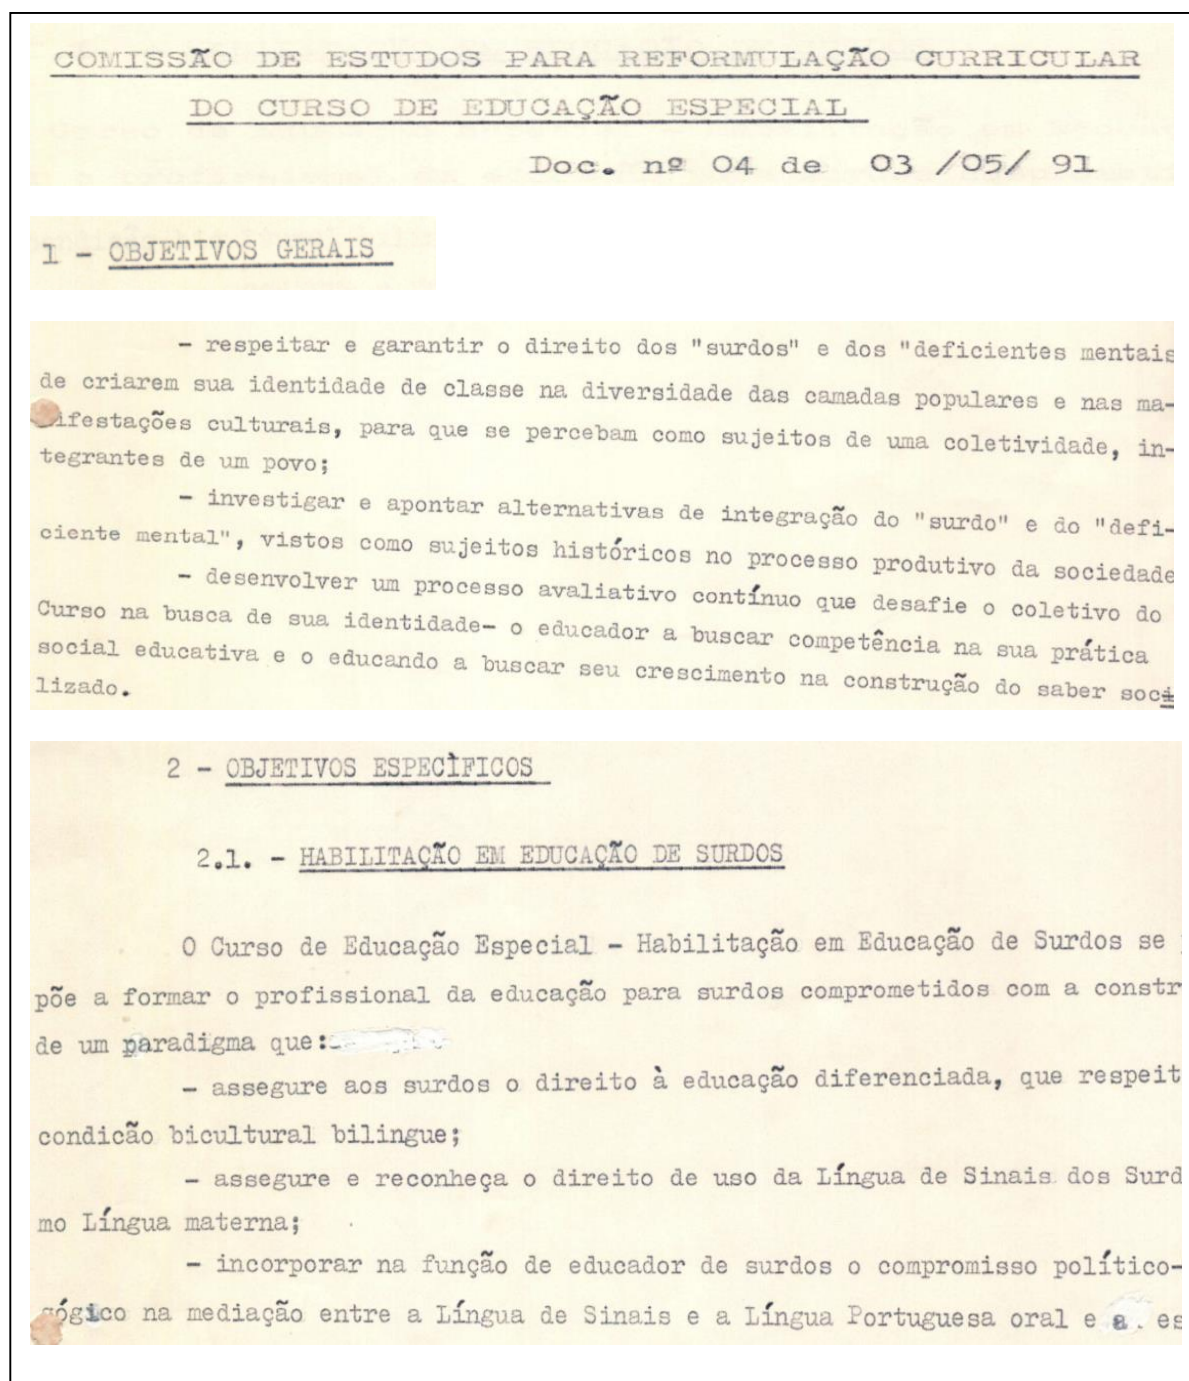 COMISSÃO DE ESTUDOS PARA REFORMULAÇÃO CURRICULAR
DO CURSO DE EDUCAÇÃO ESPECIAL
Doc. nº 04 de 03 /05/ 91
1 - OBJETIVOS GERAIS
- respeitar e garantir o direito dos "surdos" e dos "deficientes mentais
de criarem sua identidade de classe na diversidade das camadas populares e nas ma-
ifestações culturais, para que se percebam como sujeitos de uma coletividade, in-
tegrantes de um povo;
- investigar e apontar alternativas de integração do "surdo" e do "defi-
ciente mental", vistos como sujeitos históricos no processo produtivo da sociedade
- desenvolver um processo avaliativo contínuo que desafie o coletivo do
Curso na busca de sua identidade- o educador a buscar competência na sua prática
social educativa e o educando a buscar seu crescimento na construção do saber soci
lizado.
2 - OBJETIVOS ESPECÌFICOS
2.1. - HABILITAÇÃO EM EDUCAÇÃO DE SURDOS
O Curso de Educação Especial - Habilitação em Educação de Surdos se
põe a formar o profissional da educação para surdos comprometidos com a constr
de um paradigma que:
- assegure aos surdos o direito à educação diferenciada, que respeit
condicão bicultural bilingue;
- assegure e reconheça o direito de uso da Língua de Sinais dos Surd
mo Língua materna;
- incorporar na função de educador de surdos o compromisso político-
gógico na mediação entre a Língua de Sinais e a Língua Portuguesa oral e a es